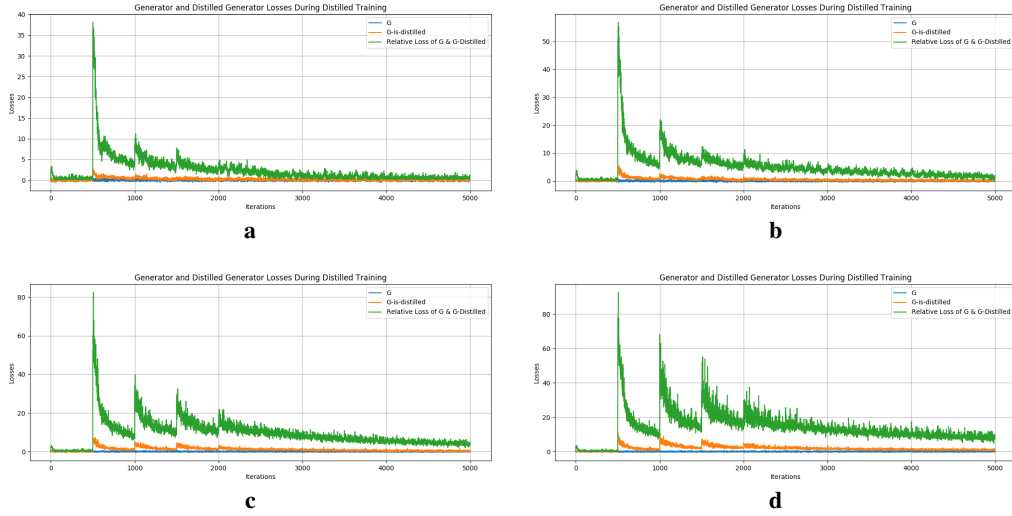 Generator and Distilled Generator Losses During Distilled Training
40
35
30
25
20
15
10
5
0
Losses
G
G-is-distilled
Relative Loss of G & G-Distilled
0 1000 2000 3000 4000 5000
Iterations
a
Generator and Distilled Generator Losses During Distilled Training
50
40
30
20
10
0
Losses
G
G-is-distilled
Relative Loss of G & G-Distilled
0 1000 2000 3000 4000 5000
Iterations
b
Generator and Distilled Generator Losses During Distilled Training
80
60
40
20
0
Losses
G
G-is-distilled
Relative Loss of G & G-Distilled
0 1000 2000 3000 4000 5000
Iterations
c
Generator and Distilled Generator Losses During Distilled Training
80
60
40
20
0
Losses
G
G-is-distilled
Relative Loss of G & G-Distilled
0 1000 2000 3000 4000 5000
Iterations
d